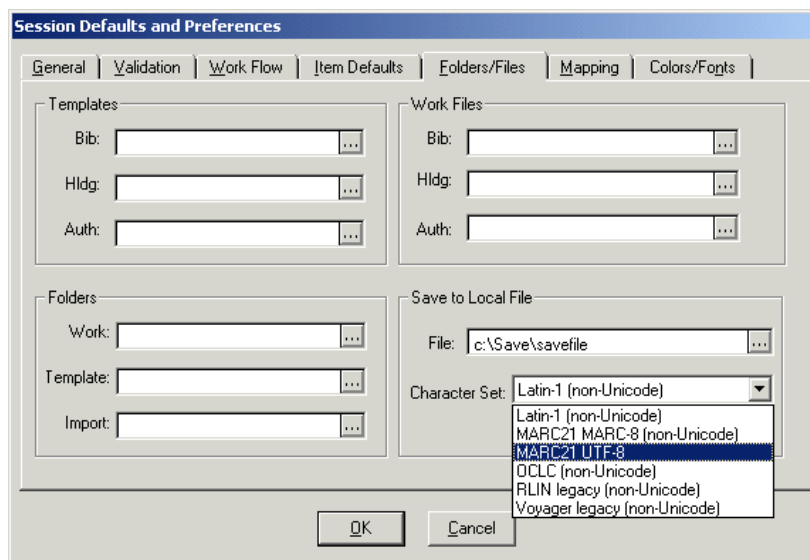 Session Defaults and Preferences
General Validation Work Flow Item Defaults Folders/Files Mapping Colors/Fonts
Templates
Bib: ...
Hldg: ...
Auth: ...
Work Files
Bib: ...
Hldg: ...
Auth: ...
Folders
Work: ...
Template: ...
Import: ...
Save to Local File
File: c:\Save\savefile ...
Character Set: Latin-1 (non-Unicode)
Latin-1 (non-Unicode)
MARC21 MARC-8 (non-Unicode)
MARC21 UTF-8
OCLC (non-Unicode)
RLIN legacy (non-Unicode)
Voyager legacy (non-Unicode)
OK Cancel